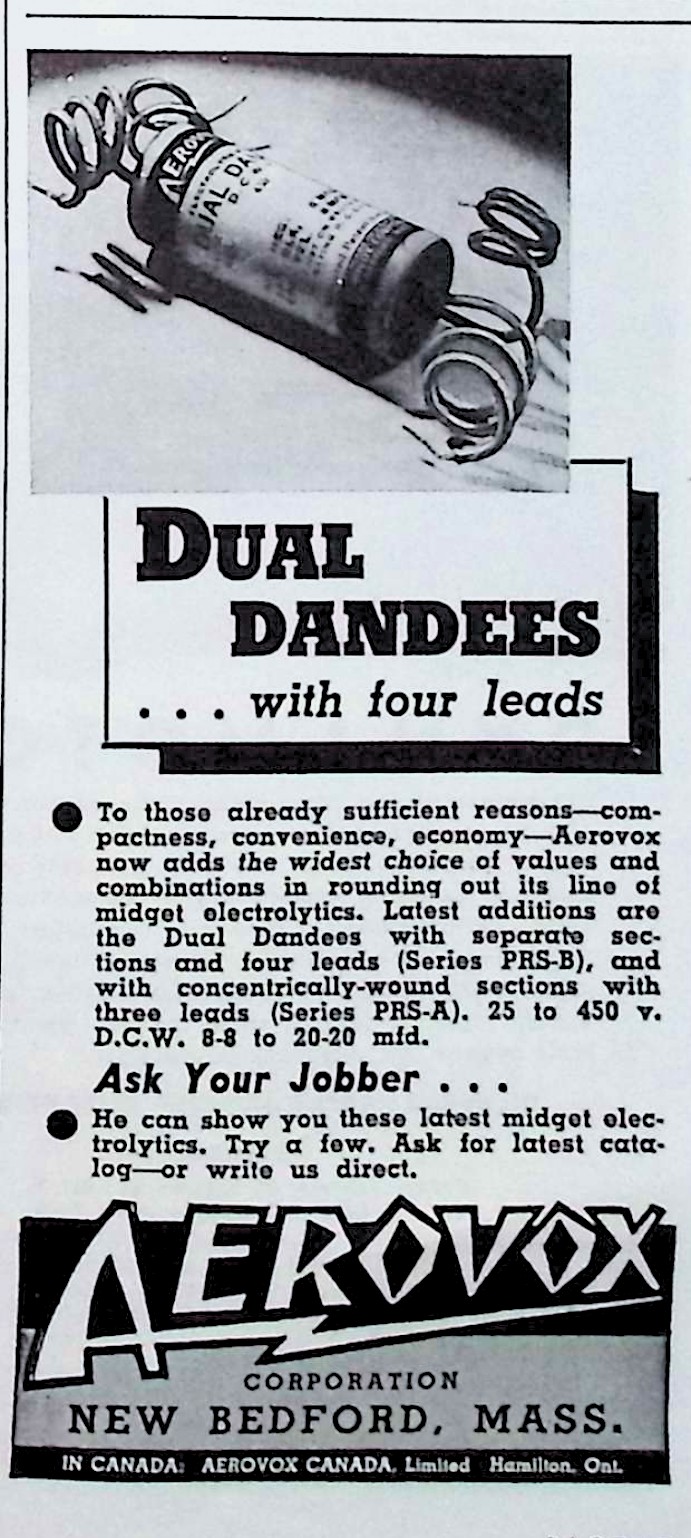 AEROV
DUAL DA
DUAL
DANDEES
. . . with four leads
● To those already sufficient reasons—com-
pactness, convenience, economy—Aerovox
now adds the widest choice of values and
combinations in rounding out its line of
midget electrolytics. Latest additions are
the Dual Dandees with separate sec-
tions and four leads (Series PRS-B), and
with concentrically-wound sections with
three leads (Series PRS-A). 25 to 450 v.
D.C.W. 8-8 to 20-20 mfd.
Ask Your Jobber . . .
● He can show you these latest midget elec-
trolytics. Try a few. Ask for latest cata-
log—or write us direct.
AEROVOX
CORPORATION
NEW BEDFORD, MASS.
IN CANADA: AEROVOX CANADA, Limited Hamilton, Ont.